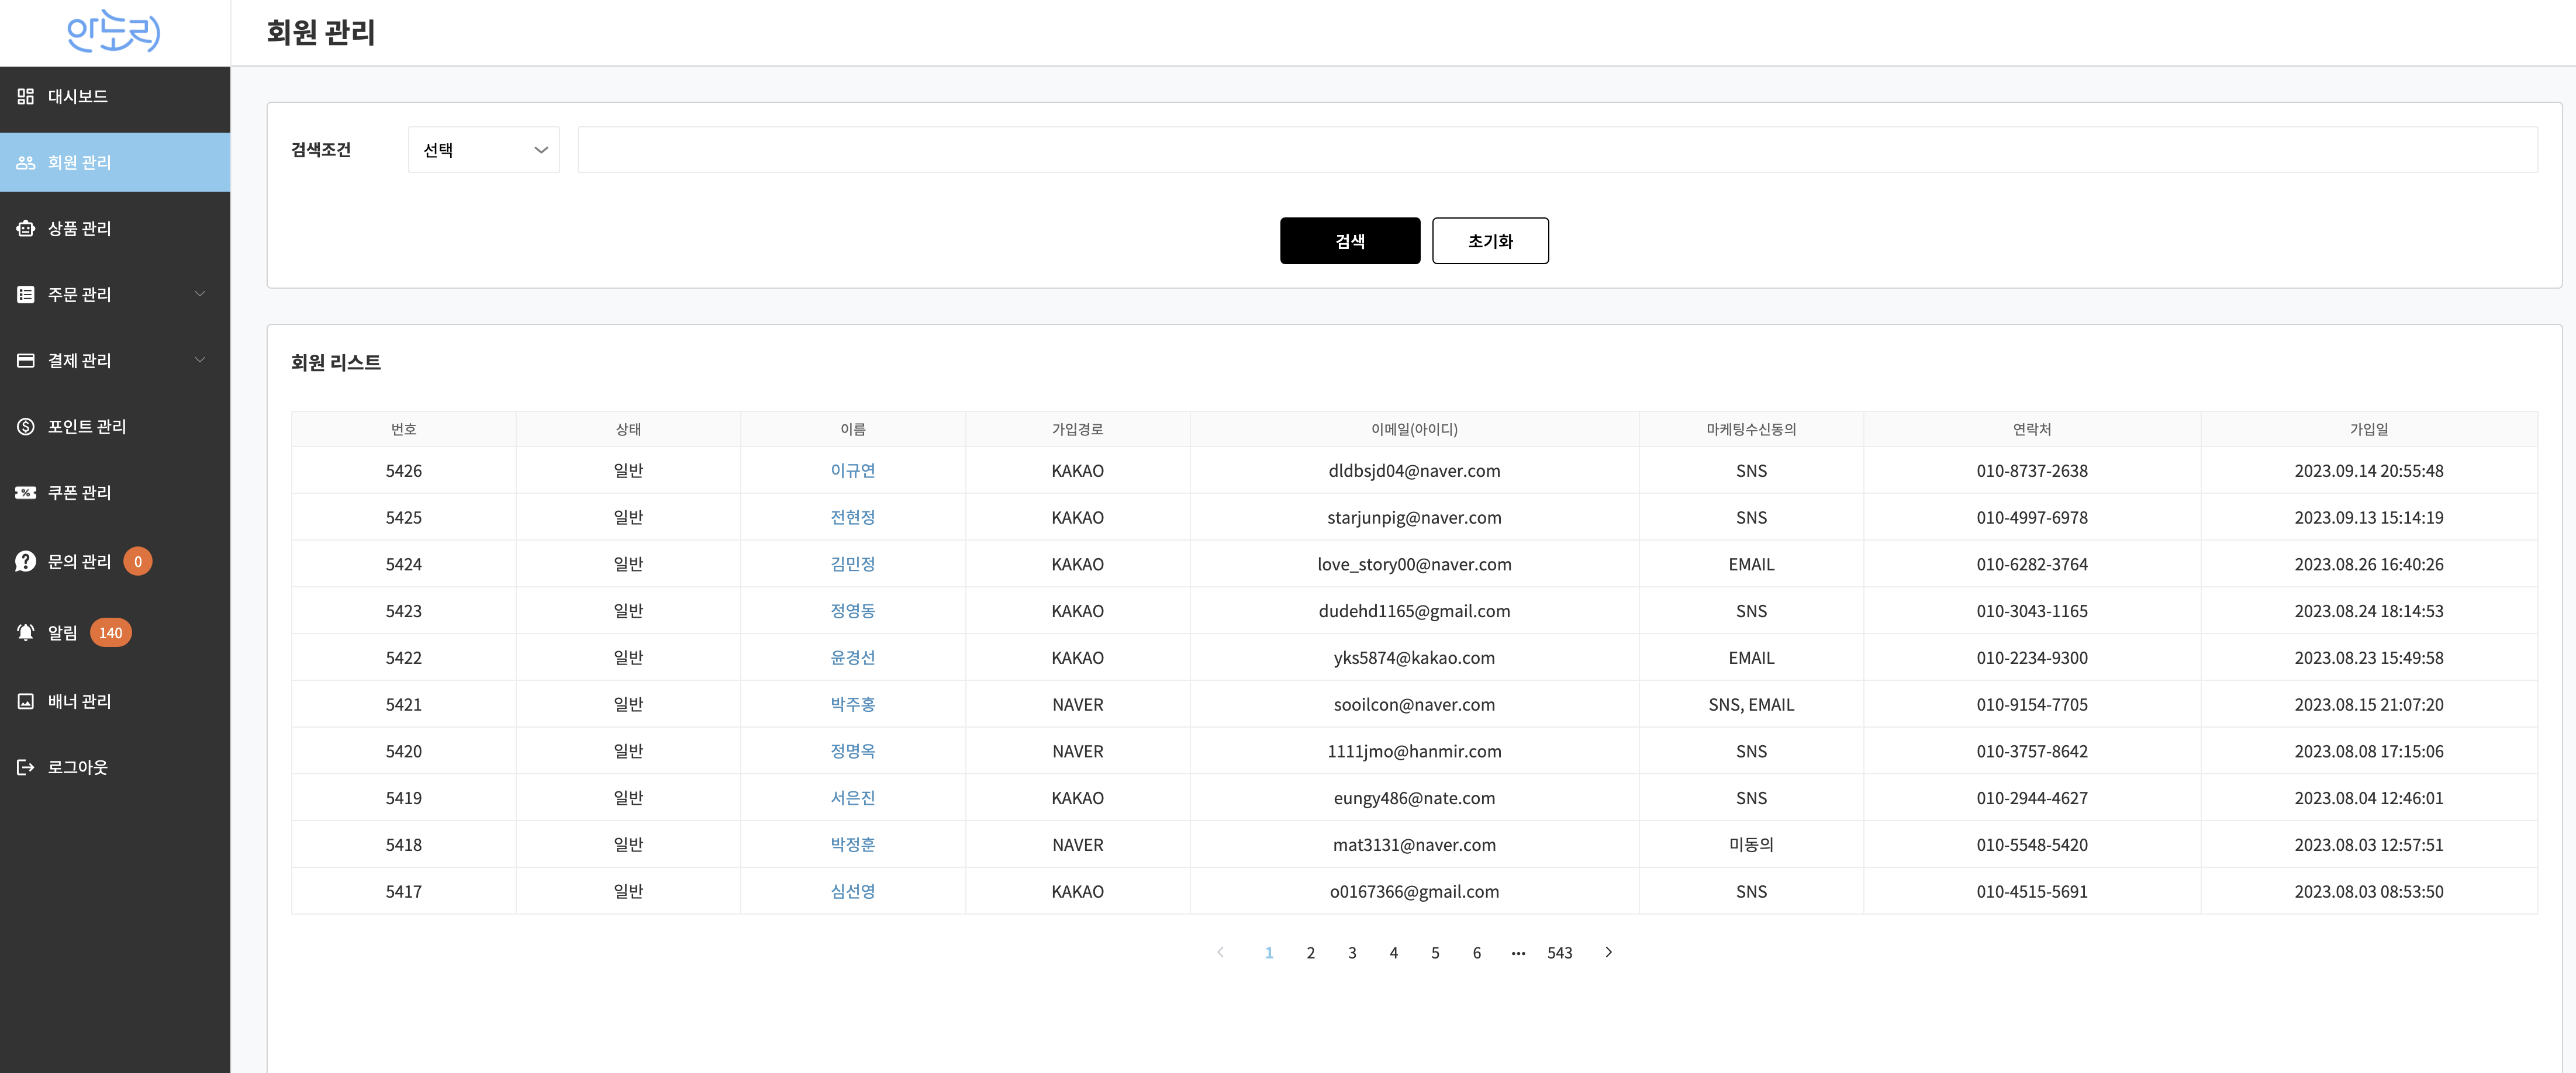 안노리
회원 관리
대시보드
회원 관리
상품 관리
주문 관리
결제 관리
포인트 관리
쿠폰 관리
문의 관리 0
알림 140
배너 관리
로그아웃
검색조건 선택
검색 초기화
회원 리스트
번호 상태 이름 가입경로 이메일(아이디) 마케팅수신동의 연락처 가입일
5426 일반 이규연 KAKAO dldbsjd04@naver.com SNS 010-8737-2638 2023.09.14 20:55:48
5425 일반 전현정 KAKAO starjunpig@naver.com SNS 010-4997-6978 2023.09.13 15:14:19
5424 일반 김민정 KAKAO love_story00@naver.com EMAIL 010-6282-3764 2023.08.26 16:40:26
5423 일반 정영동 KAKAO dudehd1165@gmail.com SNS 010-3043-1165 2023.08.24 18:14:53
5422 일반 윤경선 KAKAO yks5874@kakao.com EMAIL 010-2234-9300 2023.08.23 15:49:58
5421 일반 박주홍 NAVER sooilcon@naver.com SNS, EMAIL 010-9154-7705 2023.08.15 21:07:20
5420 일반 정명옥 NAVER 1111jmo@hanmir.com SNS 010-3757-8642 2023.08.08 17:15:06
5419 일반 서은진 KAKAO eungy486@nate.com SNS 010-2944-4627 2023.08.04 12:46:01
5418 일반 박정훈 NAVER mat3131@naver.com 미동의 010-5548-5420 2023.08.03 12:57:51
5417 일반 심선영 KAKAO o0167366@gmail.com SNS 010-4515-5691 2023.08.03 08:53:50
1 2 3 4 5 6 ••• 543